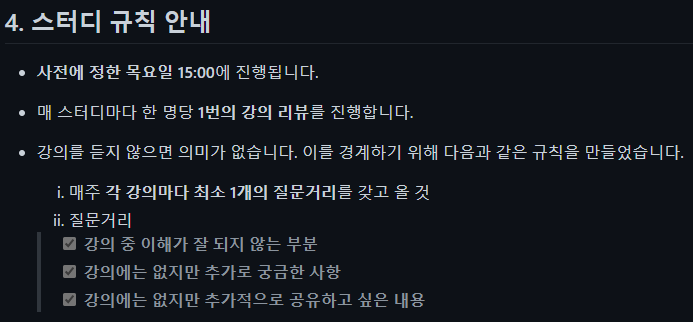 4. 스터디 규칙 안내
• 사전에 정한 목요일 15:00에 진행됩니다.
• 매 스터디마다 한 명당 1번의 강의 리뷰를 진행합니다.
• 강의를 듣지 않으면 의미가 없습니다. 이를 경계하기 위해 다음과 같은 규칙을 만들었습니다.
i. 매주 각 강의마다 최소 1개의 질문거리를 갖고 올 것
ii. 질문거리
강의 중 이해가 잘 되지 않는 부분
강의에는 없지만 추가로 궁금한 사항
강의에는 없지만 추가적으로 공유하고 싶은 내용